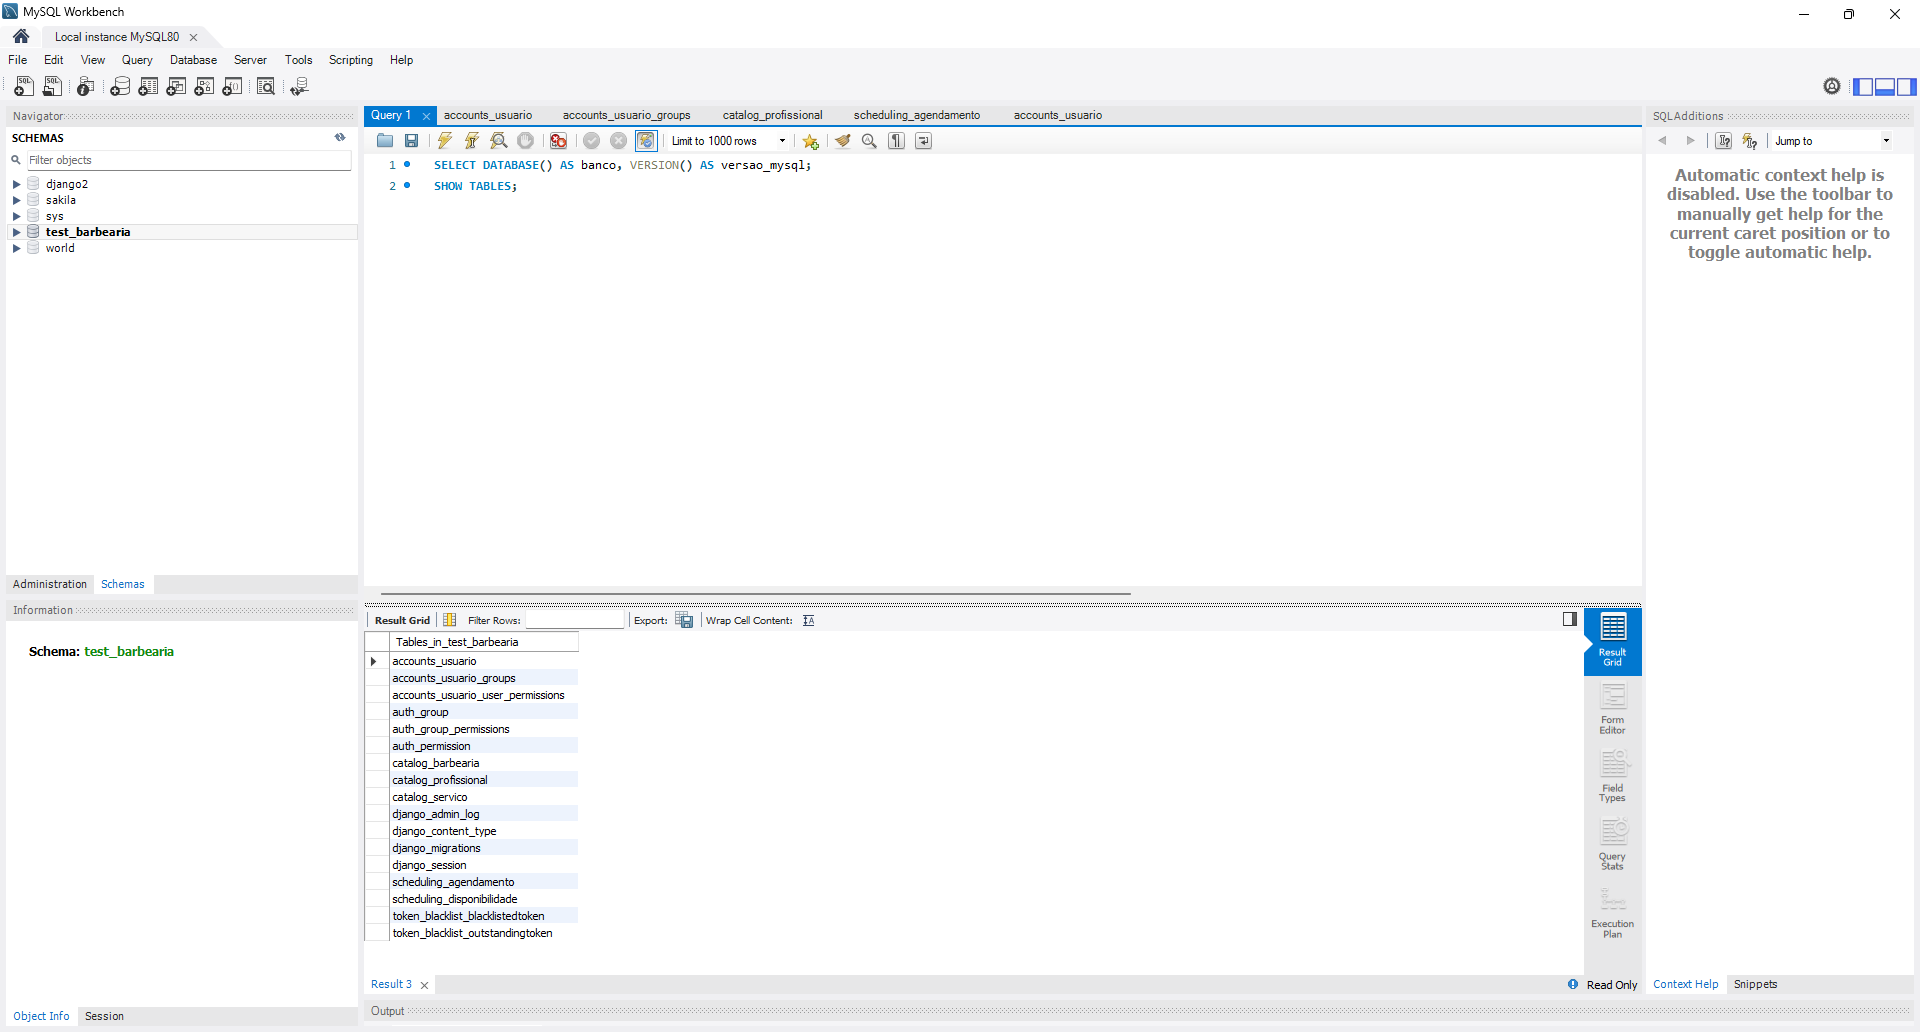 MySQL Workbench
Local instance MySQL80
File Edit View Query Database Server Tools Scripting Help
Navigator
SCHEMAS
Filter objects
django2
sakila
sys
test_barbearia
world
Administration Schemas
Information
Schema: test_barbearia
Object Info Session
Query 1 accounts_usuario accounts_usuario_groups catalog_profissional scheduling_agendamento accounts_usuario
Limit to 1000 rows
1 SELECT DATABASE() AS banco, VERSION() AS versao_mysql;
2 SHOW TABLES;
Result Grid Filter Rows: Export: Wrap Cell Content:
Tables_in_test_barbearia
accounts_usuario
accounts_usuario_groups
accounts_usuario_user_permissions
auth_group
auth_group_permissions
auth_permission
catalog_barbearia
catalog_profissional
catalog_servico
django_admin_log
django_content_type
django_migrations
django_session
scheduling_agendamento
scheduling_disponibilidade
token_blacklist_blacklistedtoken
token_blacklist_outstandingtoken
Result
Grid
Form
Editor
Field
Types
Query
Stats
Execution
Plan
Result 3
Read Only
Output
SQLAdditions
Jump to
Automatic context help is
disabled. Use the toolbar to
manually get help for the
current caret position or to
toggle automatic help.
Context Help Snippets